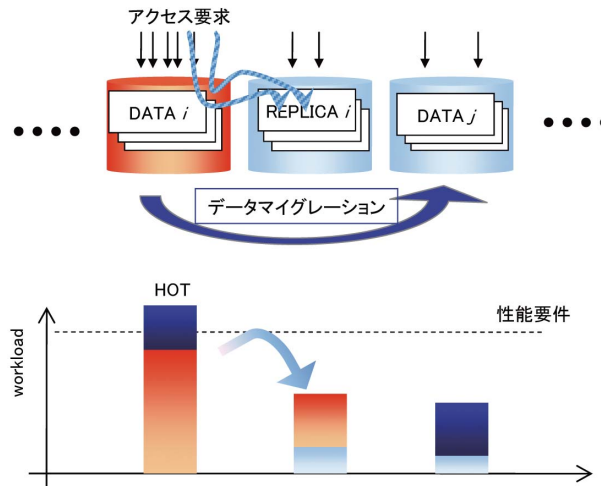 アクセス要求
DATA i
REPLICA i
DATA j
データマイグレーション
HOT
性能要件
workload